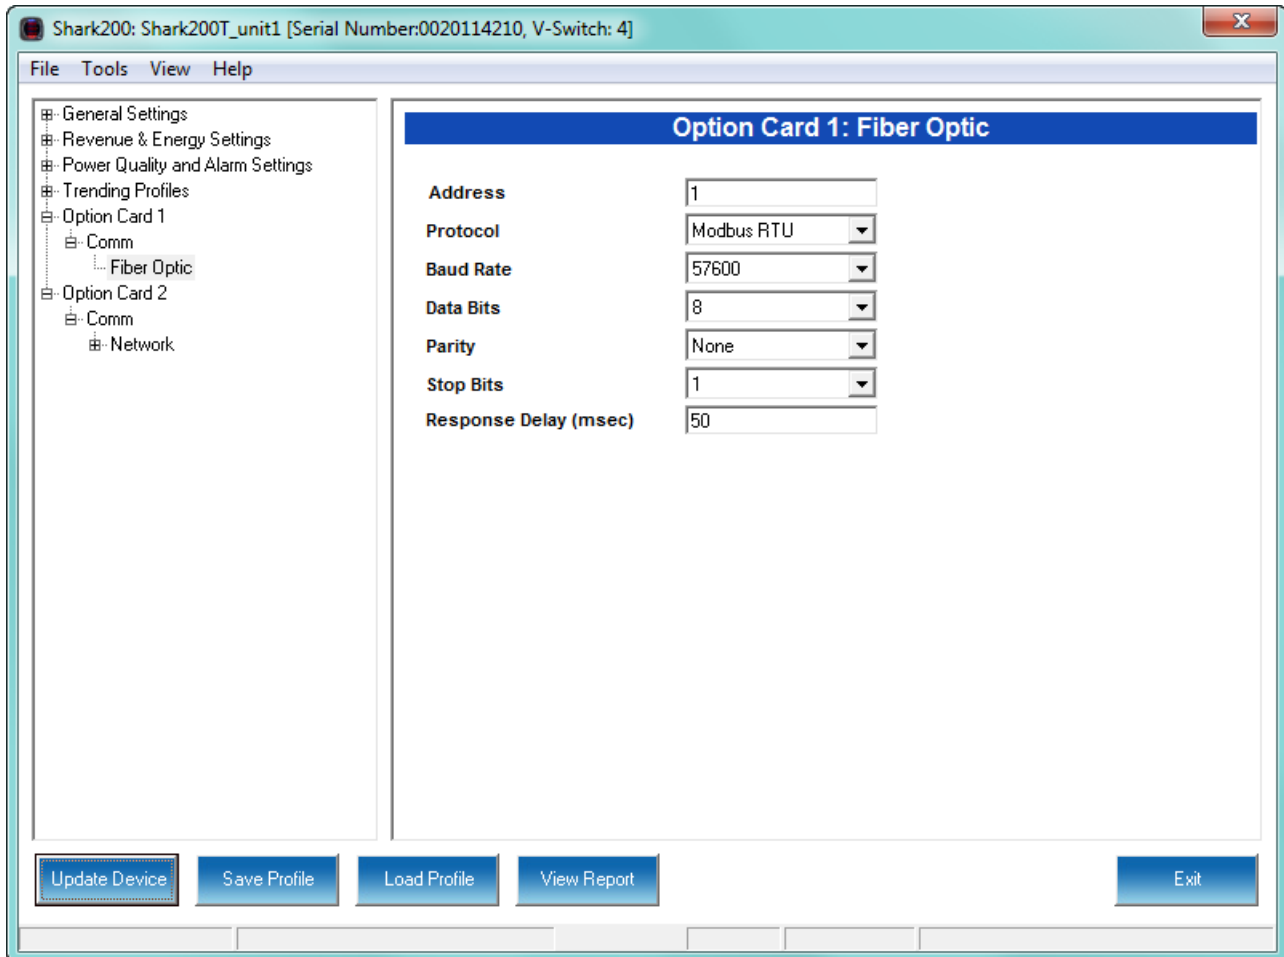 Shark200: Shark200T_unit1 [Serial Number:0020114210, V-Switch: 4]
x
File Tools View Help
General Settings
Revenue & Energy Settings
Power Quality and Alarm Settings
Trending Profiles
Option Card 1
Comm
Fiber Optic
Option Card 2
Comm
Network
Option Card 1: Fiber Optic
Address 1
Protocol Modbus RTU
Baud Rate 57600
Data Bits 8
Parity None
Stop Bits 1
Response Delay (msec) 50
Update Device Save Profile Load Profile View Report Exit